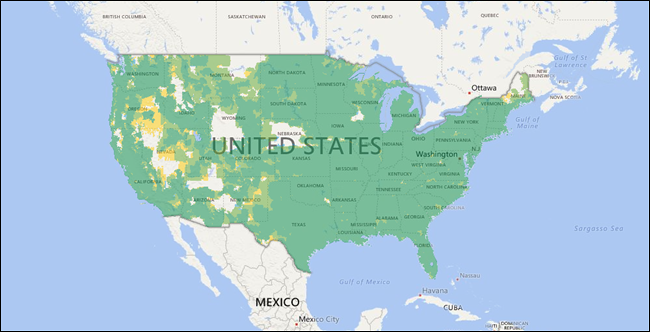 BRITISH COLUMBIA
SASKATCHEWAN
ONTARIO
QUEBEC
Gulf of St
Lawrence
NEW
BRUNSWICK
NOVA SCOTIA
Ottawa
MAINE
VERMONT
Gulf of
Maine
WASHINGTON
MONTANA
NORTH DAKOTA
MINNESOTA
OREGON
IDAHO
SOUTH DAKOTA
WISCONSIN
MICHIGAN
NEW YORK
WYOMING
IOWA
NEBRASKA
PENNSYLVANIA
UNITED STATES
OHIO
INDIANA
N.J.
UTAH
COLORADO
KANSAS
MISSOURI
Washington
WEST VIRGINIA
VIRGINIA
KENTUCKY
CALIFORNIA
OKLAHOMA
TENNESSEE
NORTH CAROLINA
ARIZONA
NEW MEXICO
ARKANSAS
SOUTH CAROLINA
TEXAS
MISSISSIPPI
ALABAMA
GEORGIA
LOUISIANA
Sargasso Sea
FLORIDA
Gulf of Mexico
Nassau
MEXICO
Havana
CUBA
Mexico City
DOMINICAN
REPUBLIC